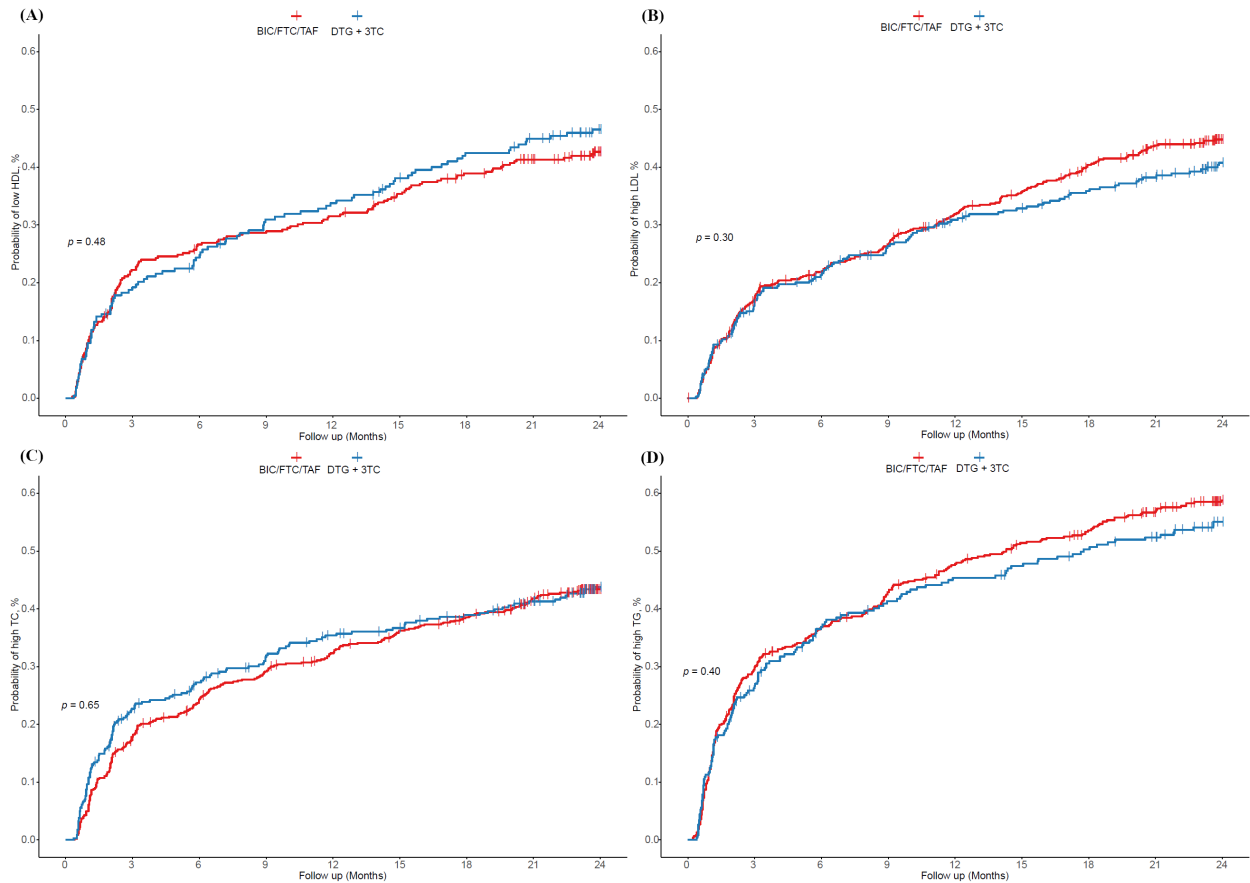 (A)
BIC/FTC/TAF DTG + 3TC
Probability of low HDL, %
0.6
0.5
0.4
0.3
0.2
0.1
0.0
p = 0.48
0 3 6 9 12 15 18 21 24
Follow up (Months)
(B)
BIC/FTC/TAF DTG + 3TC
Probability of high LDL %
0.6
0.5
0.4
0.3
0.2
0.1
0.0
p = 0.30
0 3 6 9 12 15 18 21 24
Follow up (Months)
(C)
BIC/FTC/TAF DTG + 3TC
Probability of high TC, %
0.6
0.5
0.4
0.3
0.2
0.1
0.0
p = 0.65
0 3 6 9 12 15 18 21 24
Follow up (Months)
(D)
BIC/FTC/TAF DTG + 3TC
Probability of high TG, %
0.6
0.5
0.4
0.3
0.2
0.1
0.0
p = 0.40
0 3 6 9 12 15 18 21 24
Follow up (Months)